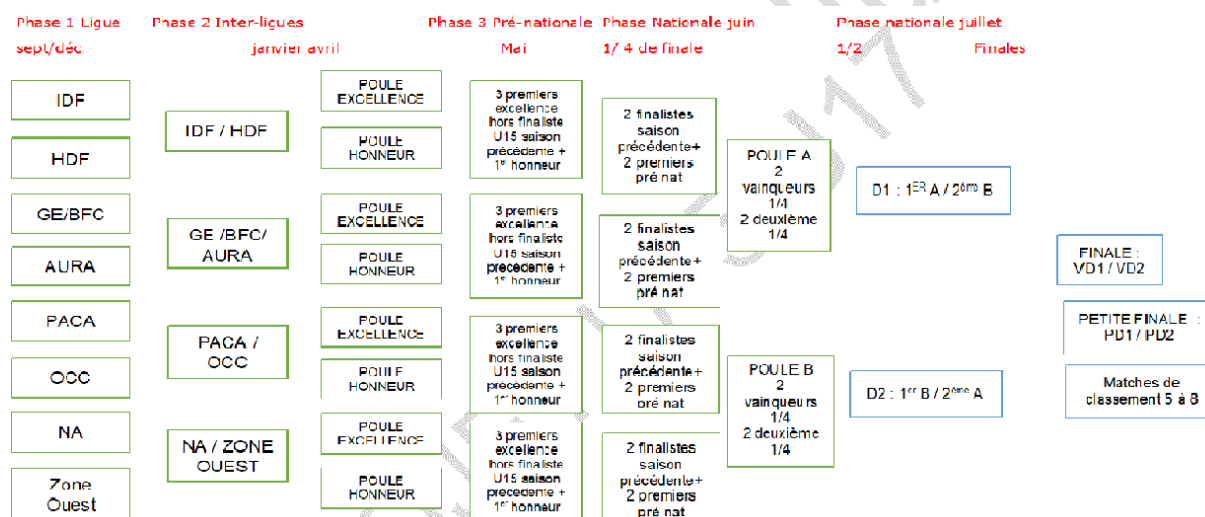 Phase 1 Ligue
sept/déc
Phase 2 Inter-ligues
janvier avril
Phase 3 Pré-nationale
Mai
Phase Nationale juin
1/ 4 de finale
Phase nationale juillet
1/2
Finales
IDF
HDF
GE/BFC
AURA
PACA
OCC
NA
Zone
Ouest
IDF / HDF
GE /BFC/
AURA
PACA /
OCC
NA / ZONE
OUEST
POULE
EXCELLENCE
POULE
HONNEUR
POULE
EXCELLENCE
POULE
HONNEUR
POULE
EXCELLENCE
POULE
HONNEUR
POULE
EXCELLENCE
POULE
HONNEUR
3 premiers
excellence
hors finaliste
U15 saison
précédente +
1er honneur
3 premiers
excellence
hors finaliste
U15 saison
précédente +
1er honneur
3 premiers
excellence
hors finaliste
U15 saison
précédente +
1er honneur
3 premiers
excellence
hors finaliste
U15 saison
précédente +
1er honneur
2 finalistes
saison
précédente+
2 premiers
pré nat
2 finalistes
saison
précédente+
2 premiers
pré nat
2 finalistes
saison
précédente+
2 premiers
pré nat
2 finalistes
saison
précédente+
2 premiers
pré nat
POULE A
2
vainqueurs
1/4
2 deuxième
1/4
POULE B
2
vainqueurs
1/4
2 deuxième
1/4
D1 : 1ER A / 2ème B
D2 : 1er B / 2ème A
FINALE :
VD1 / VD2
PETITE FINALE :
PD1 / PD2
Matches de
classement 5 à 8